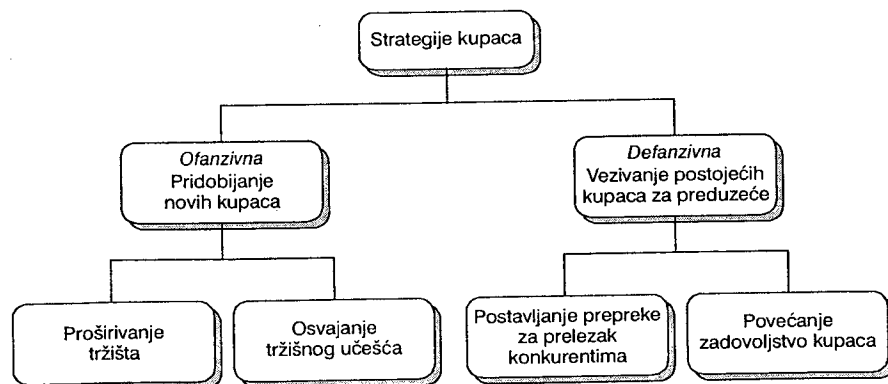 Strategije kupaca
Ofanzivna
Pridobijanje
novih kupaca
Defanzivna
Vezivanje postojećih
kupaca za preduzeće
Proširivanje
tržišta
Osvajanje
tržišnog učešća
Postavljanje prepreke
za prelezak
konkurentima
Povećanje
zadovoljstvo kupaca